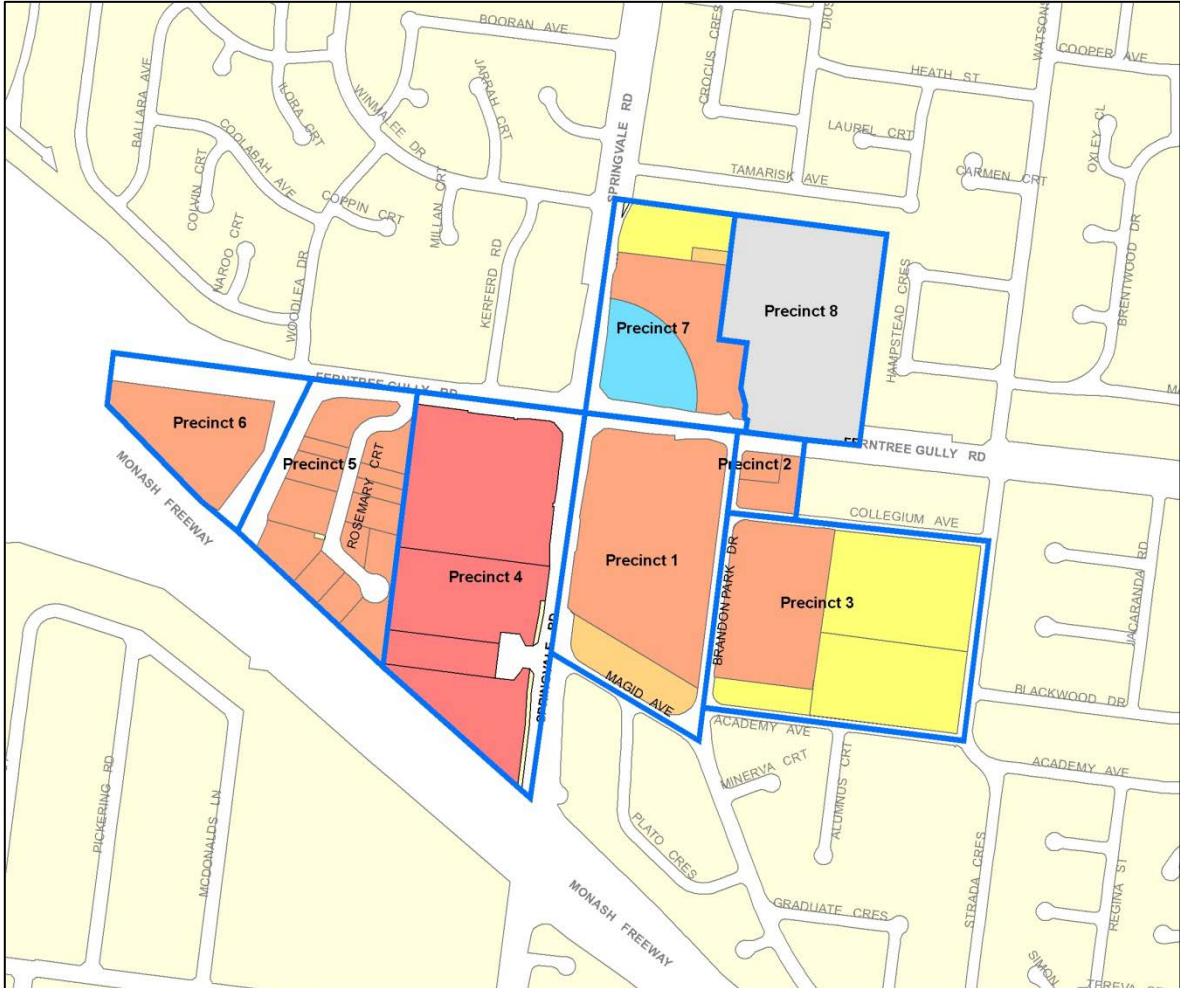 BOORAN AVE
CROCUS CRES
WATSONS
COOPER AVE
HEATH ST
BALLARA AVE
ILORA CRT
WINMALEE DR
JARRAH CRT
SPRINGVALE RD
LAUREL CRT
OXLEY CL
COOLABAH AVE
TAMARISK AVE
CARMEN CRT
COLVIN CRT
COPPIN CRT
MILLAN CRT
NAROO CRT
KERFERD RD
BRENTWOOD DR
WOODLEA DR
HAMPSTEAD CRES
Precinct 7
Precinct 8
FERNTREE GULLY RD
Precinct 6
Precinct 5
ROSEMARY CRT
MONASH FREEWAY
Precinct 2
FERNTREE GULLY RD
COLLEGIUM AVE
Precinct 4
Precinct 1
BRANDON PARK DR
Precinct 3
JACARANDA RD
SPRINGVALE RD
MAGID AVE
BLACKWOOD DR
ACADEMY AVE
ACADEMY AVE
MINERVA CRT
ALUMNUS CRT
PICKERING RD
MCDONALDS LN
PLATO CRES
MONASH FREEWAY
GRADUATE CRES
STRADA CRES
REGINA ST
SIMON